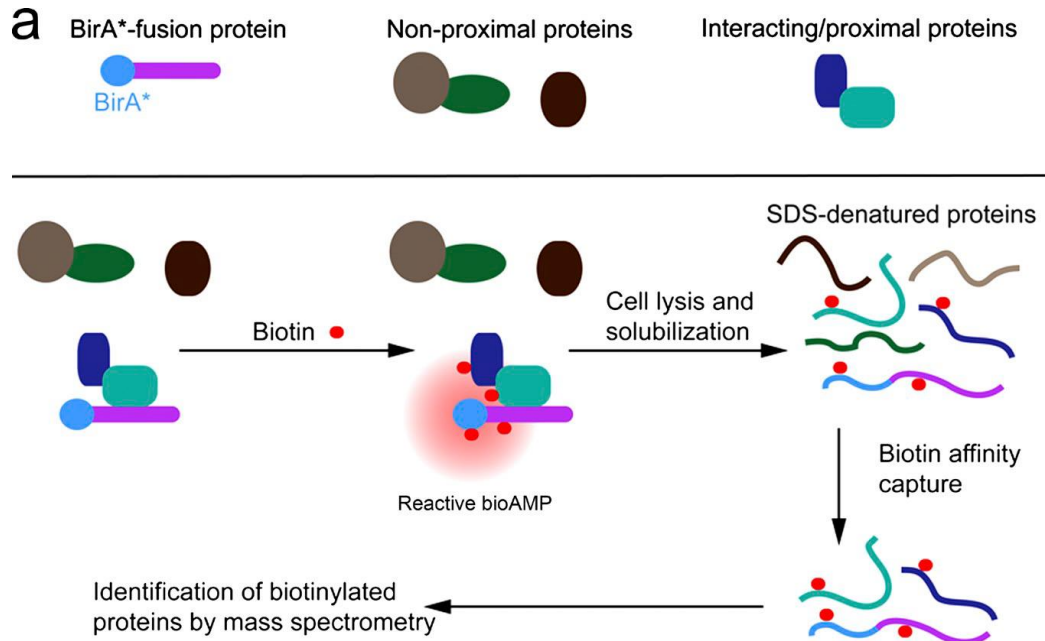 a
BirA*-fusion protein
Non-proximal proteins
Interacting/proximal proteins
BirA*
SDS-denatured proteins
Biotin
Cell lysis and
solubilization
Reactive bioAMP
Biotin affinity
capture
Identification of biotinylated
proteins by mass spectrometry